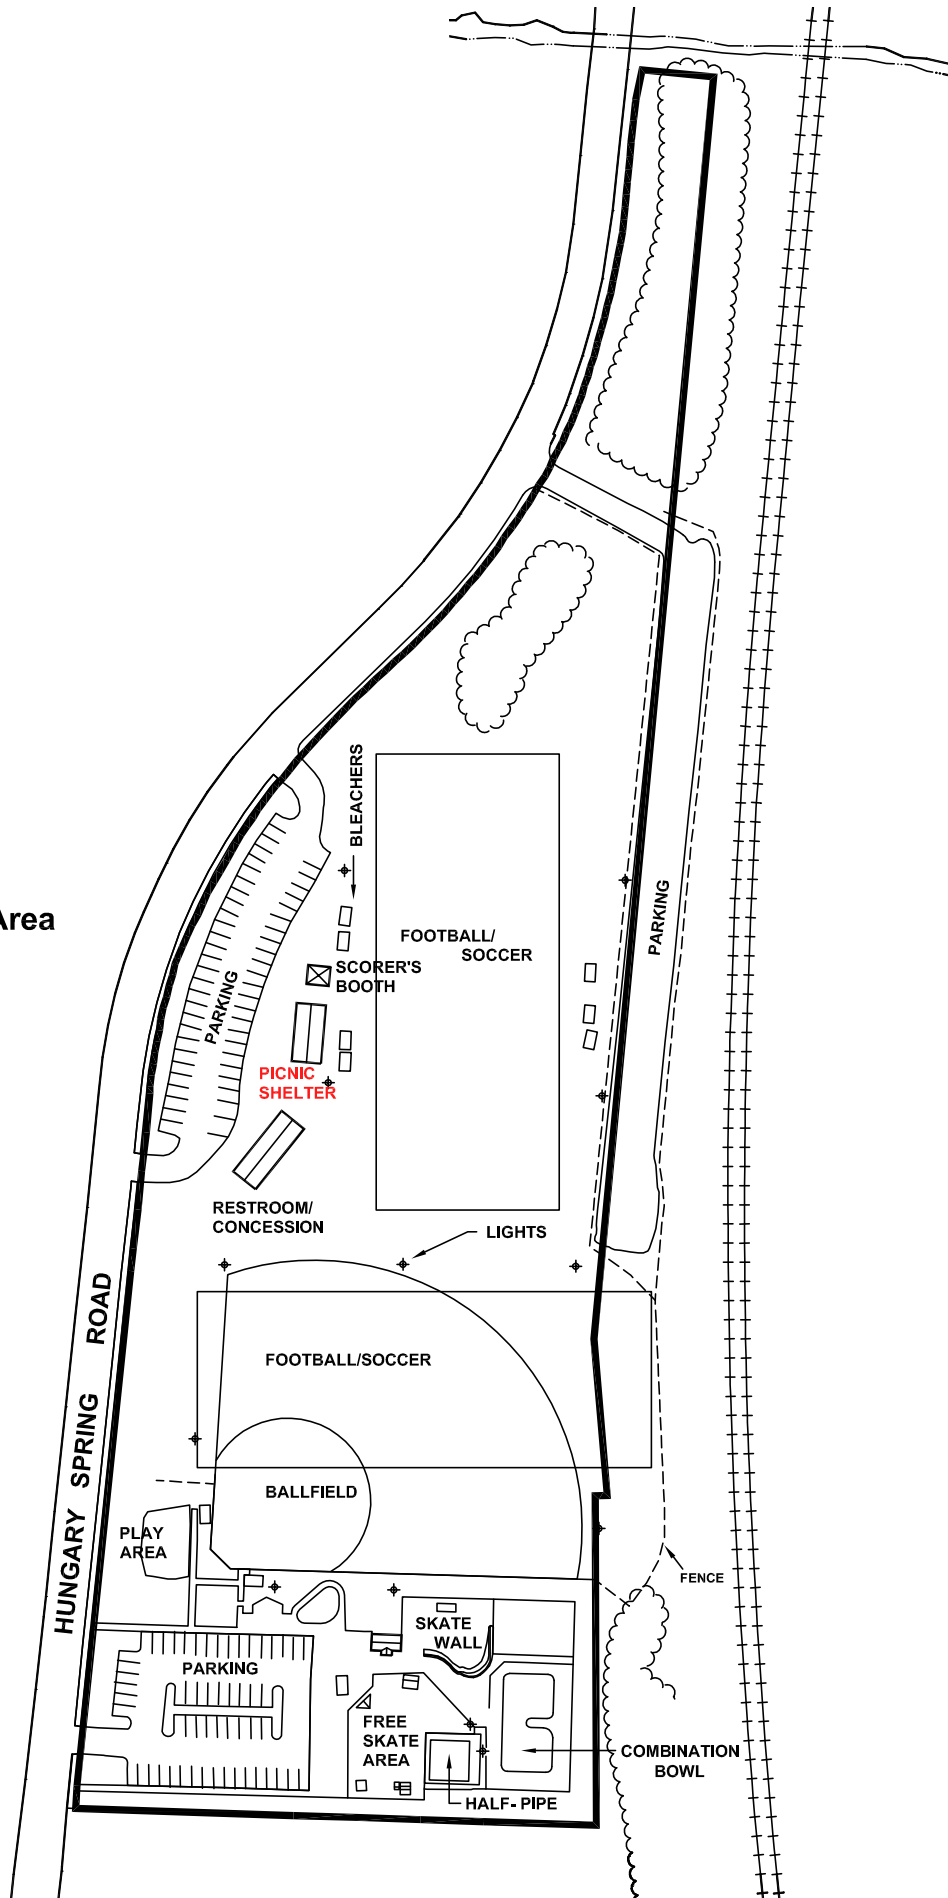 BLEACHERS
Area
FOOTBALL/
SOCCER
PARKING
SCORER'S
BOOTH
PARKING
PICNIC
SHELTER
RESTROOM/
CONCESSION
LIGHTS
HUNGARY SPRING ROAD
FOOTBALL/SOCCER
BALLFIELD
PLAY
AREA
FENCE
SKATE
WALL
PARKING
FREE
SKATE
AREA
COMBINATION
BOWL
HALF- PIPE